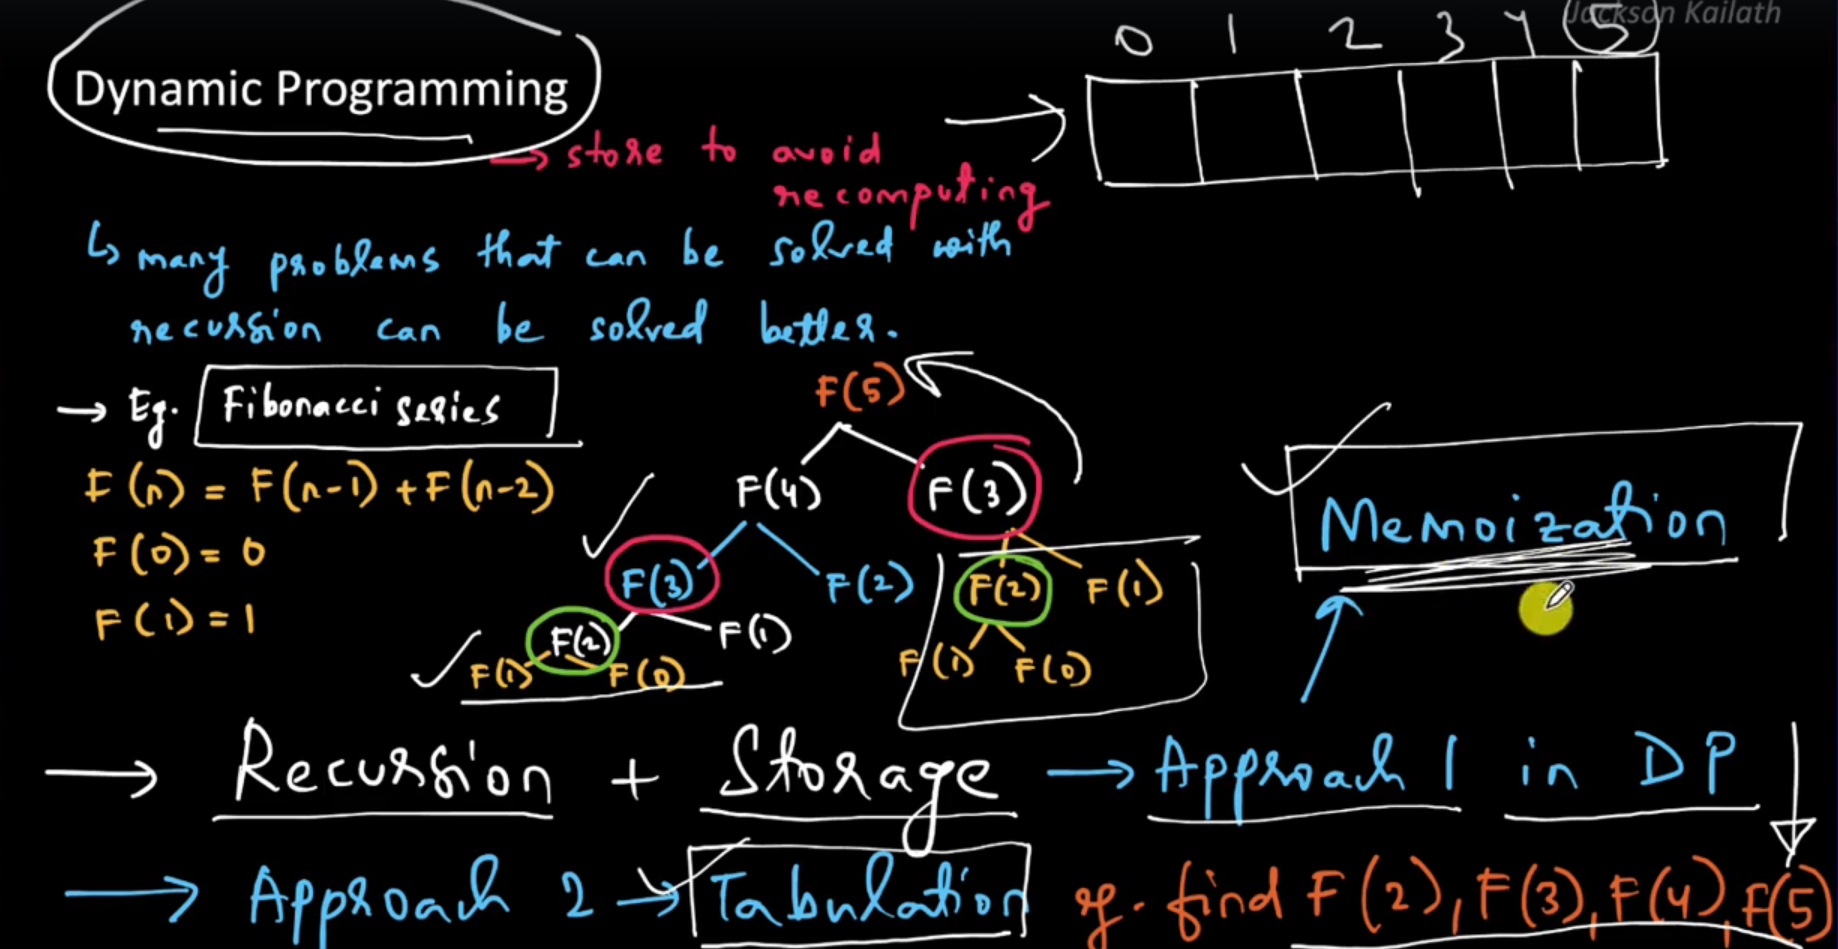 Jackson Kailath
0 1 2 3 4 5
Dynamic Programming
→ store to avoid
recomputing
↳ many problems that can be solved with
recursion can be solved better.
→ Eg. Fibonacci series
F(n) = F(n-1) + F(n-2)
F(0) = 0
F(1) = 1
F(5)
F(4) F(3)
F(3) F(2) F(2) F(1)
F(2) F(1)
F(1) F(0) F(1) F(0)
Memoization
→ Recursion + Storage → Approach 1 in DP
→ Approach 2 → Tabulation eg. find F(2), F(3), F(4), F(5)